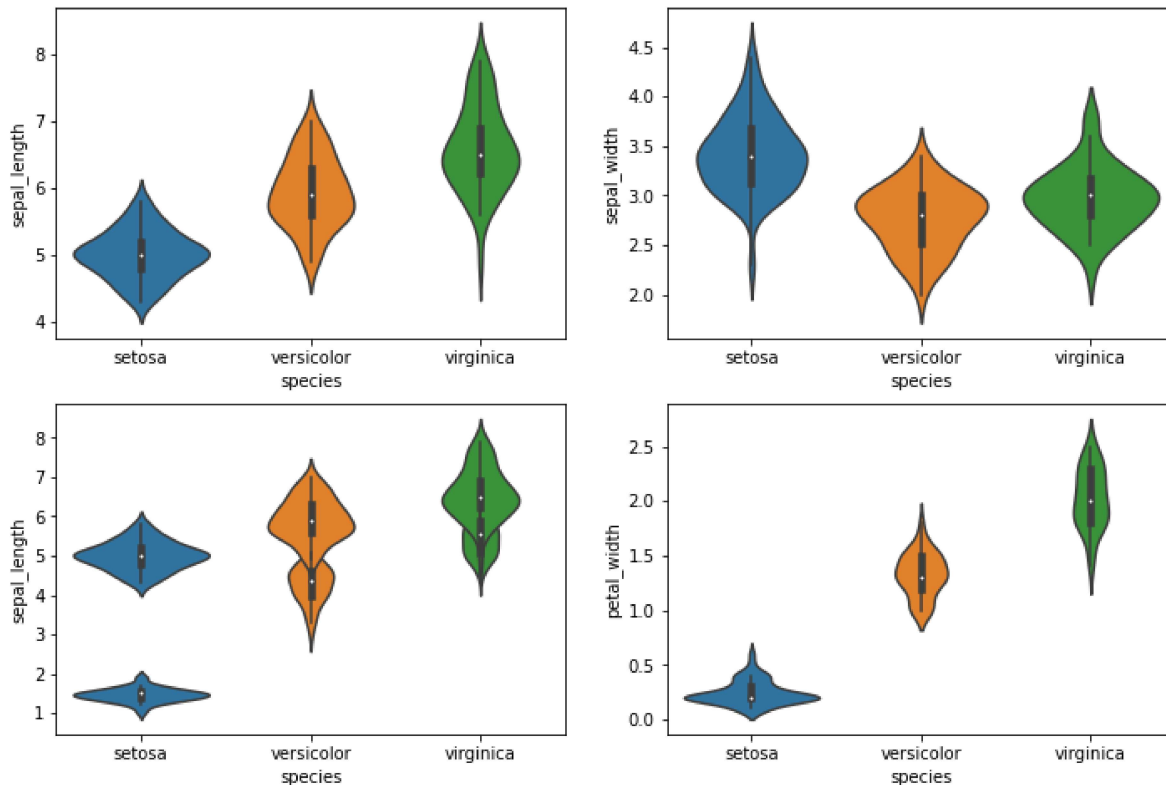 sepal_length
8
7
6
5
4
setosa
versicolor
virginica
species
sepal_width
4.5
4.0
3.5
3.0
2.5
2.0
setosa
versicolor
virginica
species
sepal_length
8
7
6
5
4
3
2
1
setosa
versicolor
virginica
species
petal_width
2.5
2.0
1.5
1.0
0.5
0.0
setosa
versicolor
virginica
species